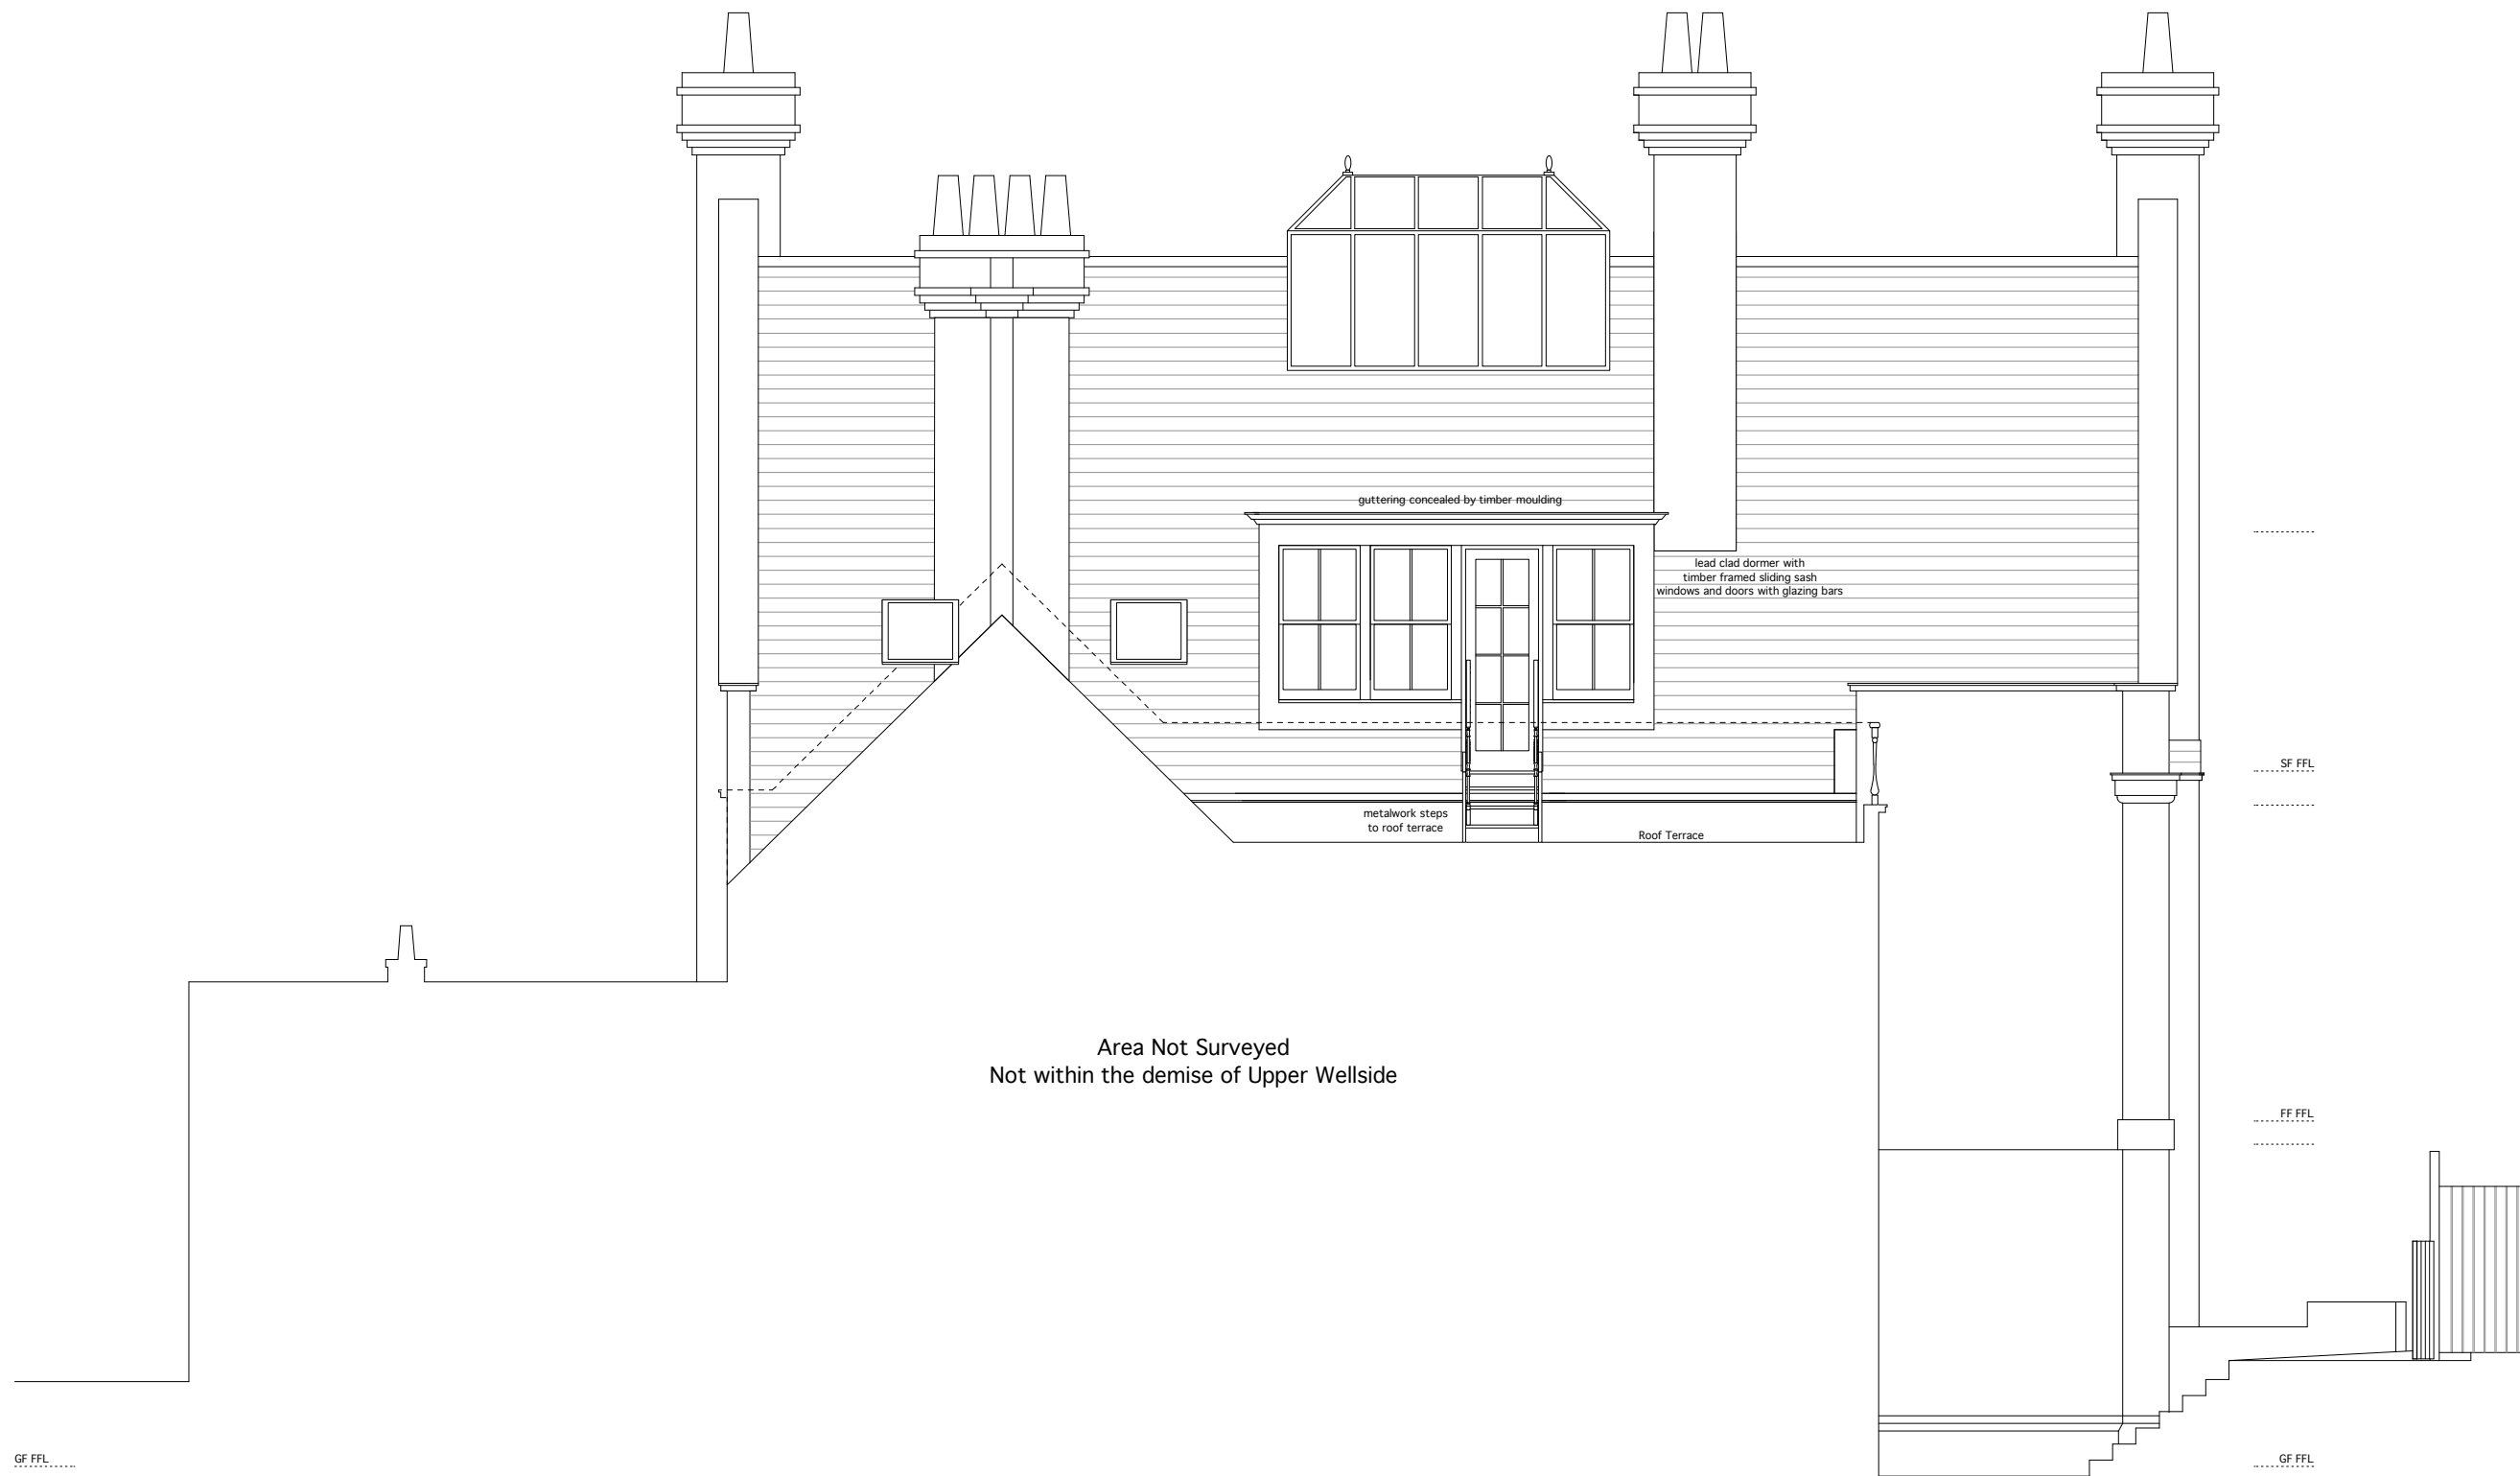 guttering concealed by timber moulding
lead clad dormer with
timber framed sliding sash
windows and doors with glazing bars
SF FFL
metalwork steps
to roof terrace
Roof Terrace
Area Not Surveyed
Not within the demise of Upper Wellside
FF FFL
GF FFL
GF FFL